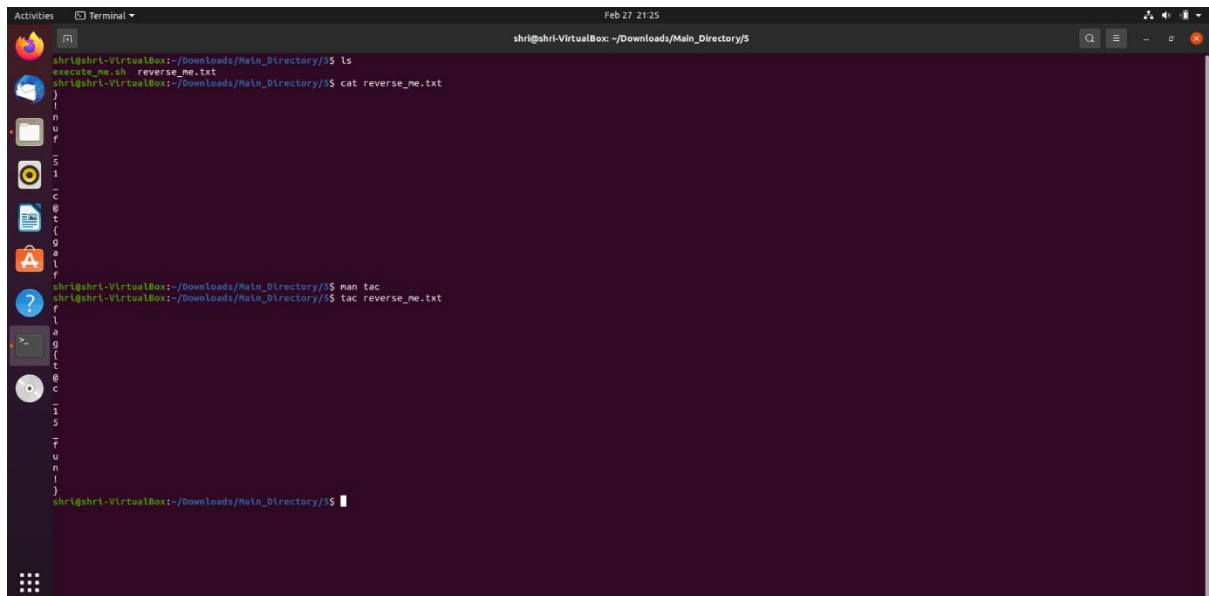 Activities
Terminal
Feb 27 21:25
shri@shri-VirtualBox: ~/Downloads/Main_Directory/5
shri@shri-VirtualBox:~/Downloads/Main_Directory/5$ ls
execute_me.sh reverse_me.txt
shri@shri-VirtualBox:~/Downloads/Main_Directory/5$ cat reverse_me.txt
}
!
n
u
f
_
5
1
_
c
@
t
{
g
a
l
f
shri@shri-VirtualBox:~/Downloads/Main_Directory/5$ man tac
shri@shri-VirtualBox:~/Downloads/Main_Directory/5$ tac reverse_me.txt
f
l
a
g
{
t
@
c
_
1
5
_
f
u
n
!
}
shri@shri-VirtualBox:~/Downloads/Main_Directory/5$